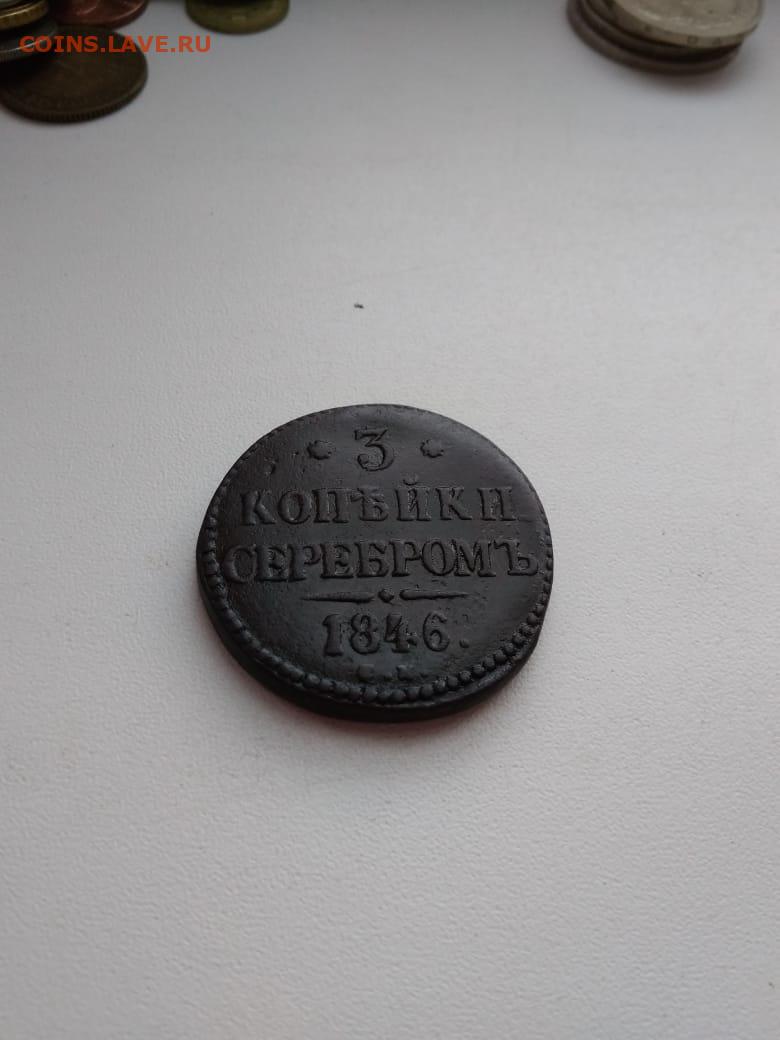 COINS.LAVE.RU
* 3 *
КОПѢЙКИ
СЕРЕБРОМЪ
1846.